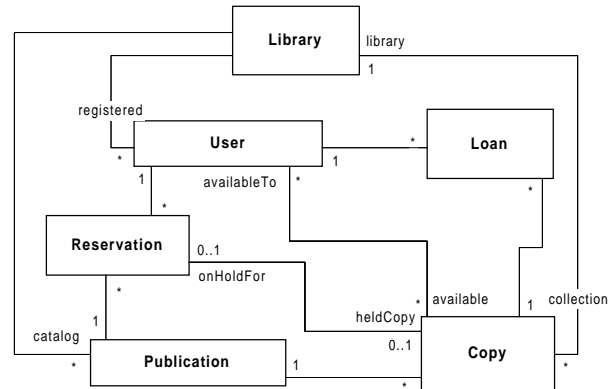 Library
library
1
registered
*
User
1
*
Loan
1
availableTo
*
*
*
Reservation
0..1
onHoldFor
*
*
available
1
collection
1
heldCopy
catalog
0..1
*
Publication
1
*
Copy
*